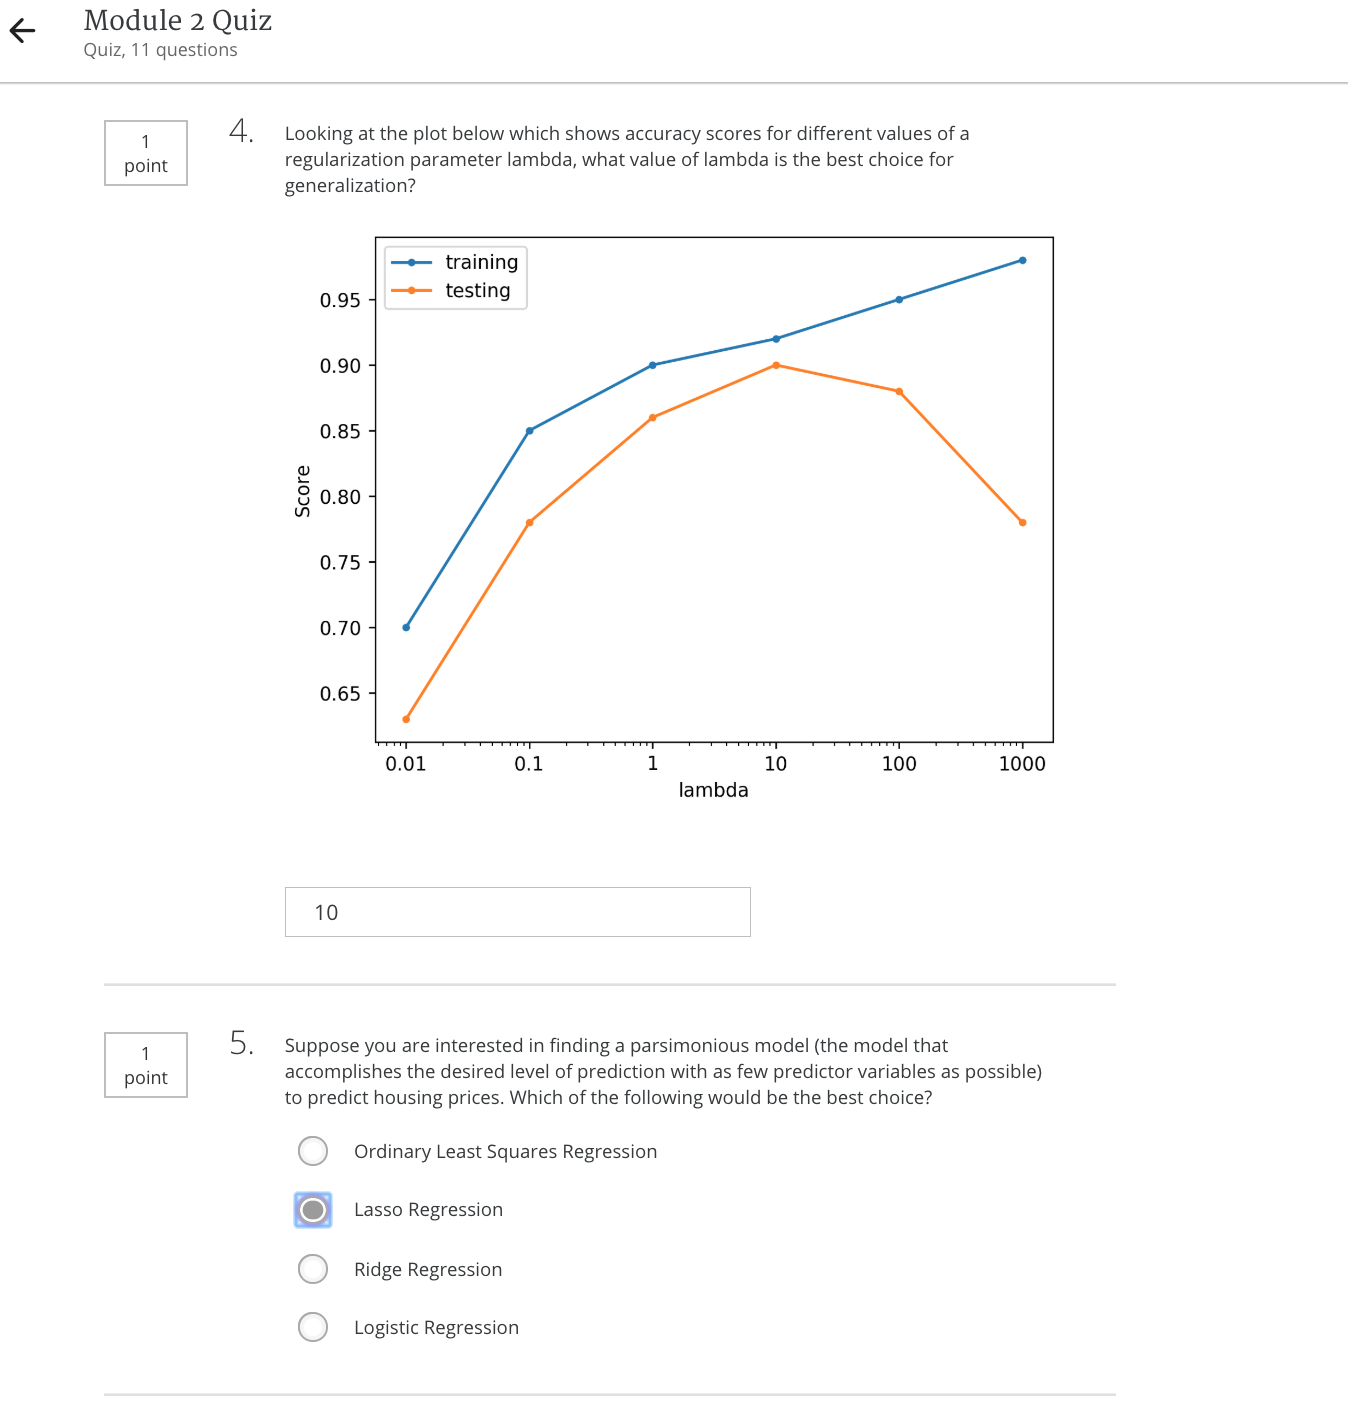 Module 2 Quiz
Quiz, 11 questions
1
point
4.
Looking at the plot below which shows accuracy scores for different values of a
regularization parameter lambda, what value of lambda is the best choice for
generalization?
training
testing
0.95
0.90
0.85
0.80
0.75
0.70
0.65
Score
0.01 0.1 1 10 100 1000
lambda
10
1
point
5.
Suppose you are interested in finding a parsimonious model (the model that
accomplishes the desired level of prediction with as few predictor variables as possible)
to predict housing prices. Which of the following would be the best choice?
Ordinary Least Squares Regression
Lasso Regression
Ridge Regression
Logistic Regression